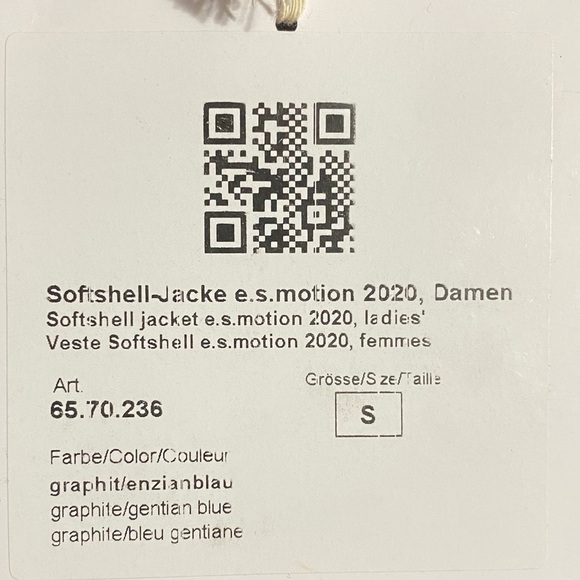 Softshell-Jacke e.s.motion 2020, Damen
Softshell jacket e.s.motion 2020, ladies'
Veste Softshell e.s.motion 2020, femmes
Art.
65.70.236
Grösse/Size/Taille
S
Farbe/Color/Couleur
graphit/enzianblau
graphite/gentian blue
graphite/bleu gentiane